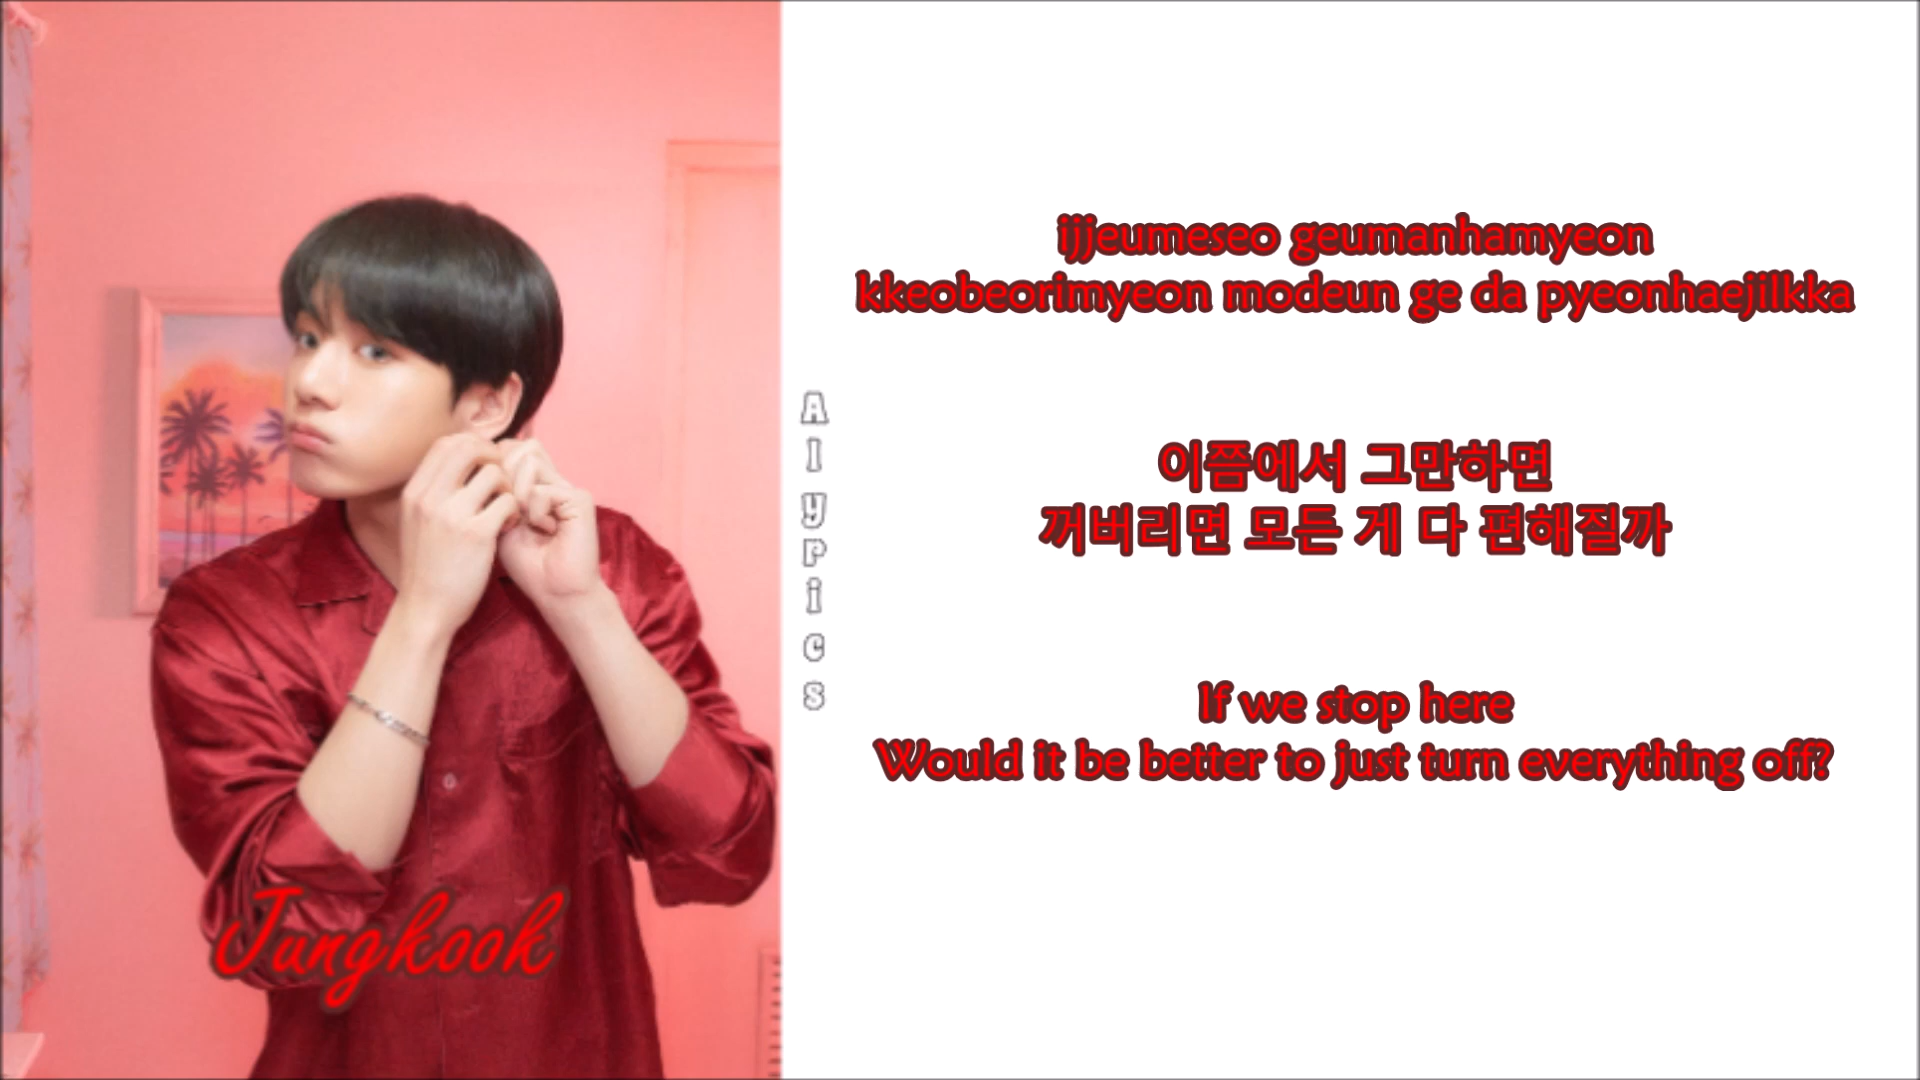 Jungkook
Alypics
ijjeumeseo geumanhamyeon
kkeobeorimyeon modeun ge da pyeonhaejilkka
이쯤에서 그만하면
꺼버리면 모든 게 다 편해질까
If we stop here
Would it be better to just turn everything off?